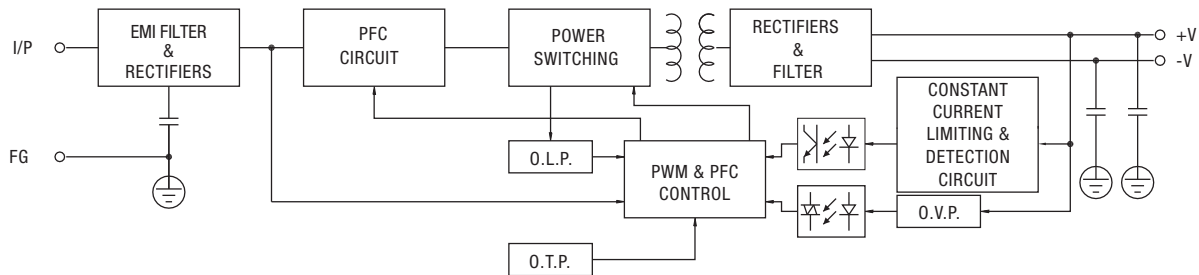 I/P
EMI FILTER
&
RECTIFIERS
PFC
CIRCUIT
POWER
SWITCHING
RECTIFIERS
&
FILTER
+V
-V
CONSTANT
CURRENT
LIMITING &
DETECTION
CIRCUIT
FG
O.L.P.
PWM & PFC
CONTROL
O.V.P.
O.T.P.